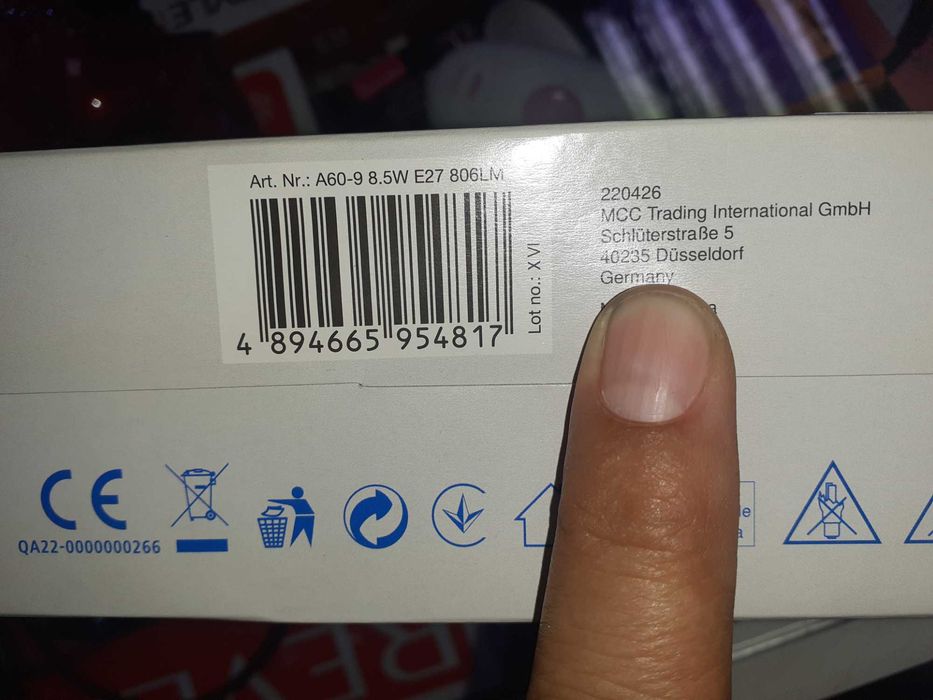 Art. Nr.: A60-9 8.5W E27 806LM
4 894665 954817
Lot no.: XVI
220426
MCC Trading International GmbH
Schlüterstraße 5
40235 Düsseldorf
Germany
CE
QA22-0000000266